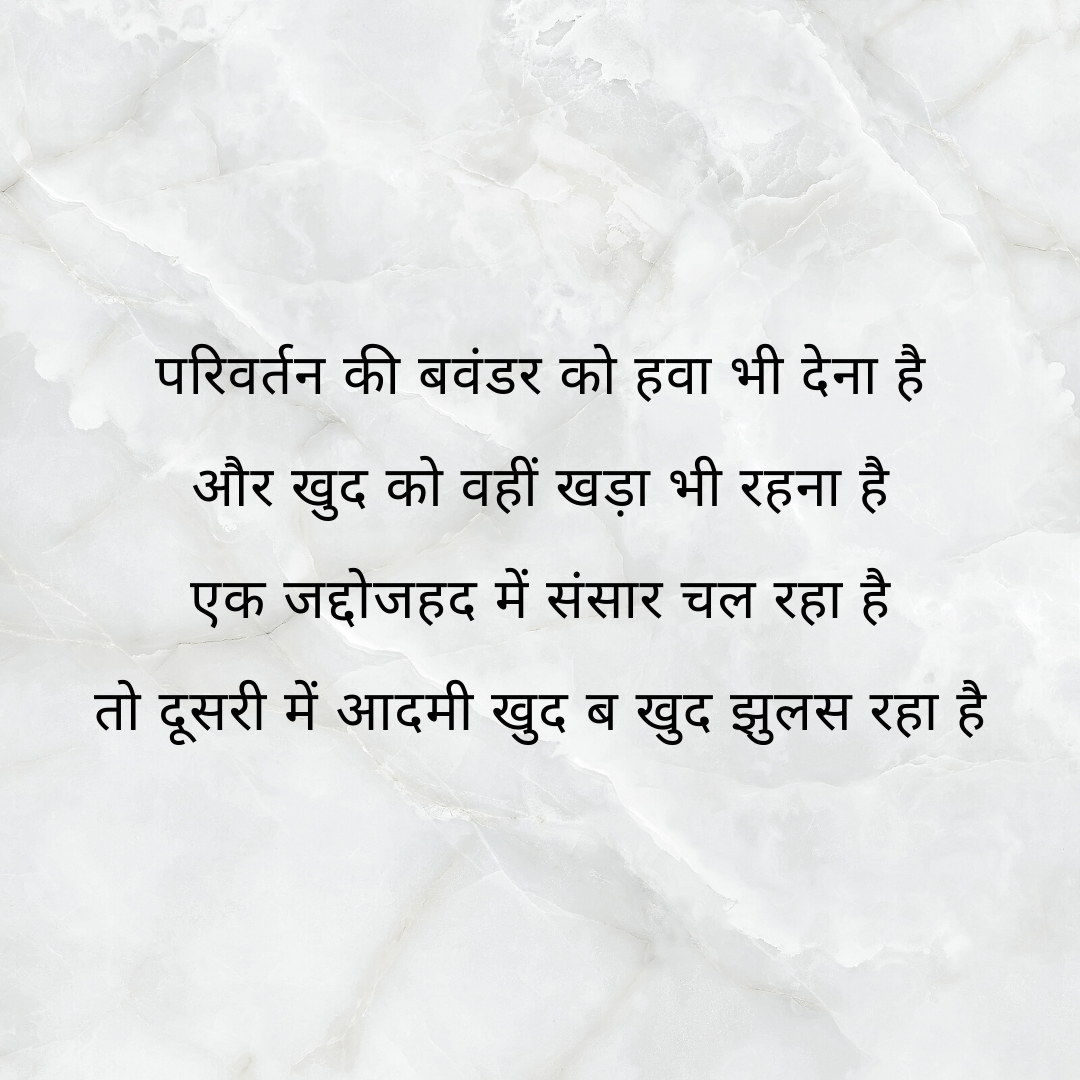 परिवर्तन की बवंडर को हवा भी देना है
और खुद को वहीं खड़ा भी रहना है
एक जद्दोजहद में संसार चल रहा है
तो दूसरी में आदमी खुद ब खुद झुलस रहा है